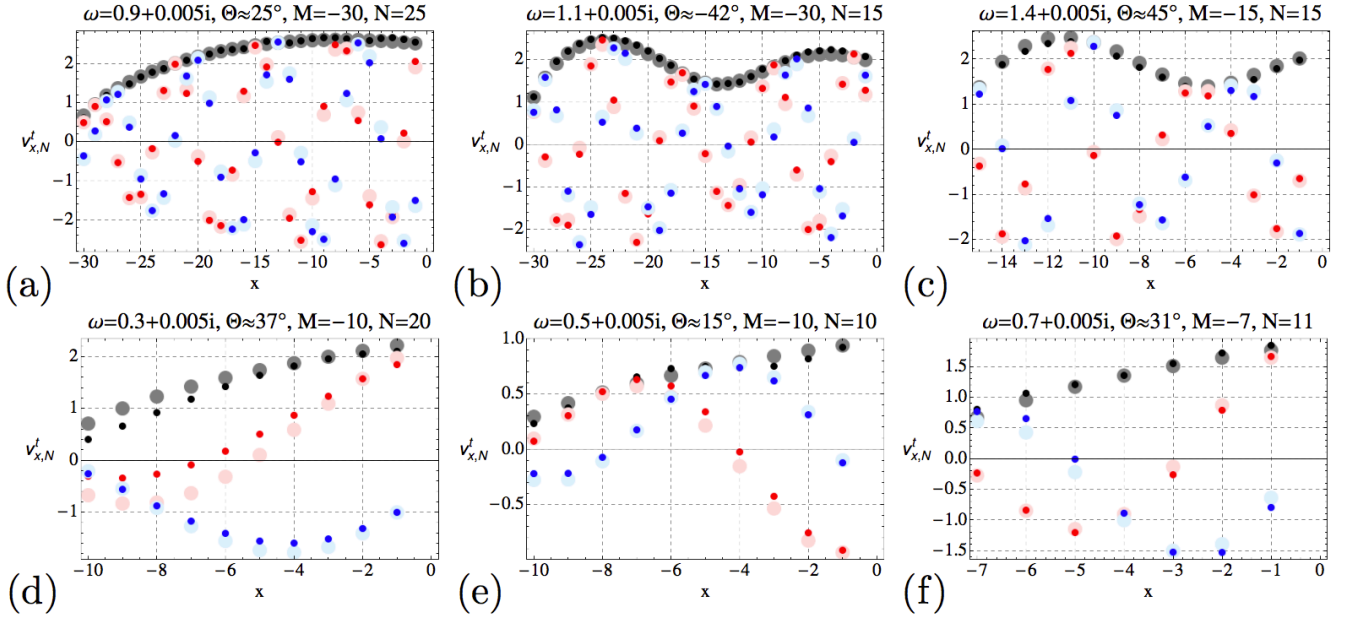 ω=0.9+0.005i, Θ≈25°, M=−30, N=25
2
1
0
−1
−2
v^t_{x,N}
−30 −25 −20 −15 −10 −5 0
x
(a)
ω=1.1+0.005i, Θ≈−42°, M=−30, N=15
2
1
0
−1
−2
v^t_{x,N}
−30 −25 −20 −15 −10 −5 0
x
(b)
ω=1.4+0.005i, Θ≈45°, M=−15, N=15
2
1
0
−1
−2
v^t_{x,N}
−14 −12 −10 −8 −6 −4 −2 0
x
(c)
ω=0.3+0.005i, Θ≈37°, M=−10, N=20
2
1
0
−1
v^t_{x,N}
−10 −8 −6 −4 −2 0
x
(d)
ω=0.5+0.005i, Θ≈15°, M=−10, N=10
1.0
0.5
0.0
−0.5
v^t_{x,N}
−10 −8 −6 −4 −2 0
x
(e)
ω=0.7+0.005i, Θ≈31°, M=−7, N=11
1.5
1.0
0.5
0.0
−0.5
−1.0
−1.5
v^t_{x,N}
−7 −6 −5 −4 −3 −2 −1 0
x
(f)